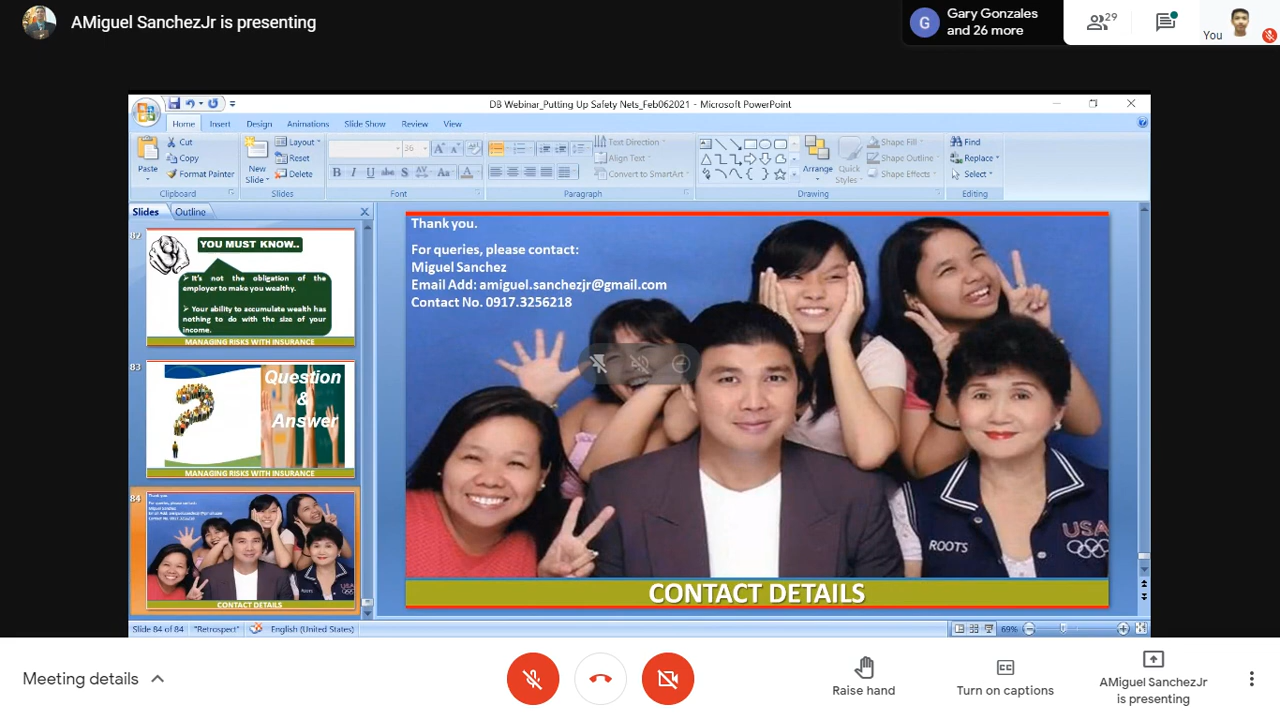 AMiguel SanchezJr is presenting
Gary Gonzales
and 26 more
29
G
You
DB Webinar_Putting Up Safety Nets_Feb062021 - Microsoft PowerPoint
Home Insert Design Animations Slide Show Review View
Paste
Cut
Copy
Format Painter
Clipboard
New
Slide
Layout
Reset
Delete
Slides
36
B I U abc S AV Aa A
Font
Text Direction
Align Text
Convert to SmartArt
Paragraph
Arrange
Quick
Styles
Shape Fill
Shape Outline
Shape Effects
Drawing
Find
Replace
Select
Editing
Slides Outline
82
YOU MUST KNOW..
It's not the obligation of the
employer to make you wealthy.
Your ability to accumulate wealth has
nothing to do with the size of your
income.
MANAGING RISKS WITH INSURANCE
83
Question
&
Answer
MANAGING RISKS WITH INSURANCE
84
CONTACT DETAILS
Thank you.
For queries, please contact:
Miguel Sanchez
Email Add: amiguel.sanchezjr@gmail.com
Contact No. 0917.3256218
ROOTS
USA
CONTACT DETAILS
Slide 84 of 84 "Retrospect" English (United States)
69%
Meeting details
Raise hand
Turn on captions
AMiguel SanchezJr
is presenting